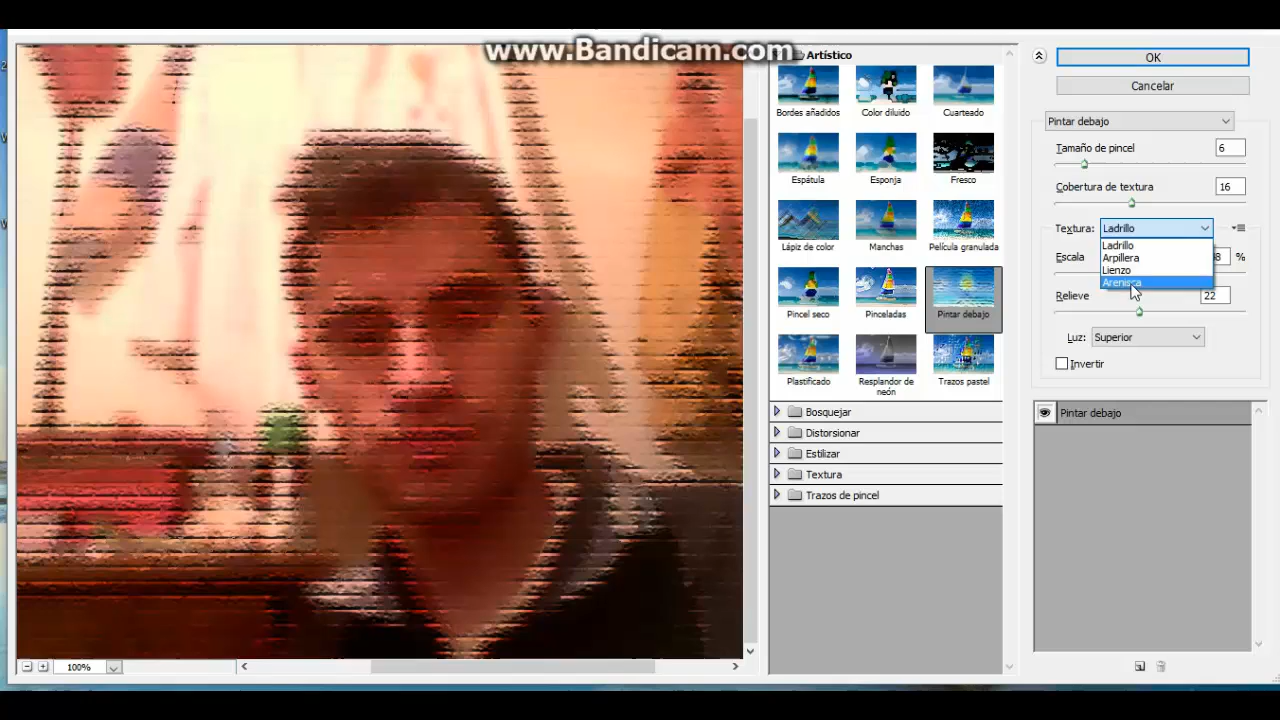 www.Bandicam.com
Artístico
Bordes añadidos
Color diluido
Cuarteado
Espátula
Esponja
Fresco
Lápiz de color
Manchas
Película granulada
Pincel seco
Pinceladas
Pintar debajo
Plastificado
Resplandor de neón
Trazos pastel
Bosquejar
Distorsionar
Estilizar
Textura
Trazos de pincel
OK
Cancelar
Pintar debajo
Tamaño de pincel 6
Cobertura de textura 16
Textura: Ladrillo
Ladrillo
Arpillera
Lienzo
Arenisca
Escala %
Relieve 22
Luz: Superior
Invertir
Pintar debajo
100%